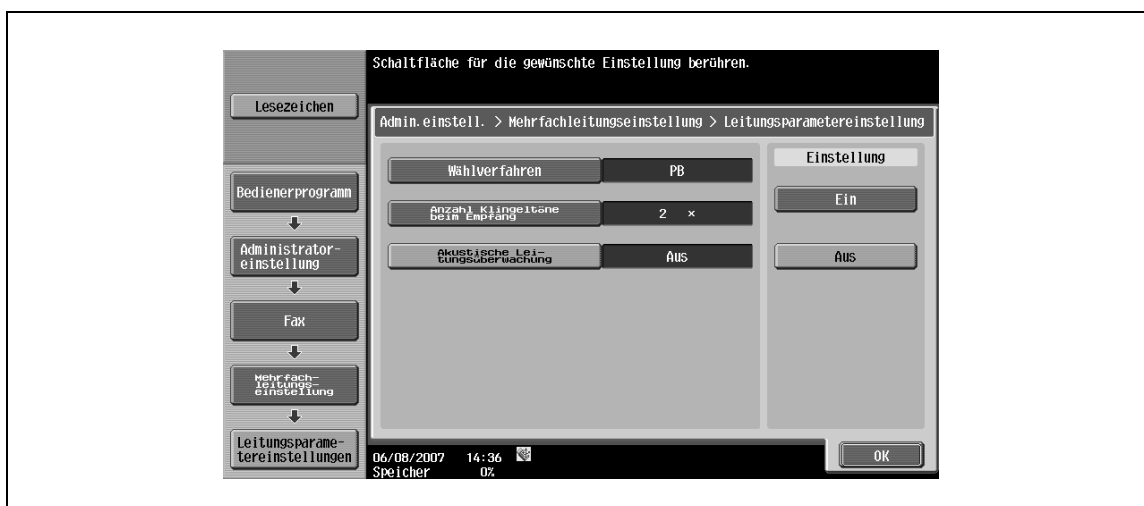 Schaltfläche für die gewünschte Einstellung berühren.
Lesezeichen
Admin.einstell. > Mehrfachleitungseinstellung > Leitungsparametereinstellung
Bedienerprogramm
Administrator-
einstellung
Fax
Mehrfach-
leitungs-
einstellung
Leitungsparame-
tereinstellungen
Wählverfahren
PB
Anzahl Klingeltöne
beim Empfang
2 ×
Akustische Lei-
tungsüberwachung
Aus
Einstellung
Ein
Aus
06/08/2007 14:36
Speicher 0%
OK